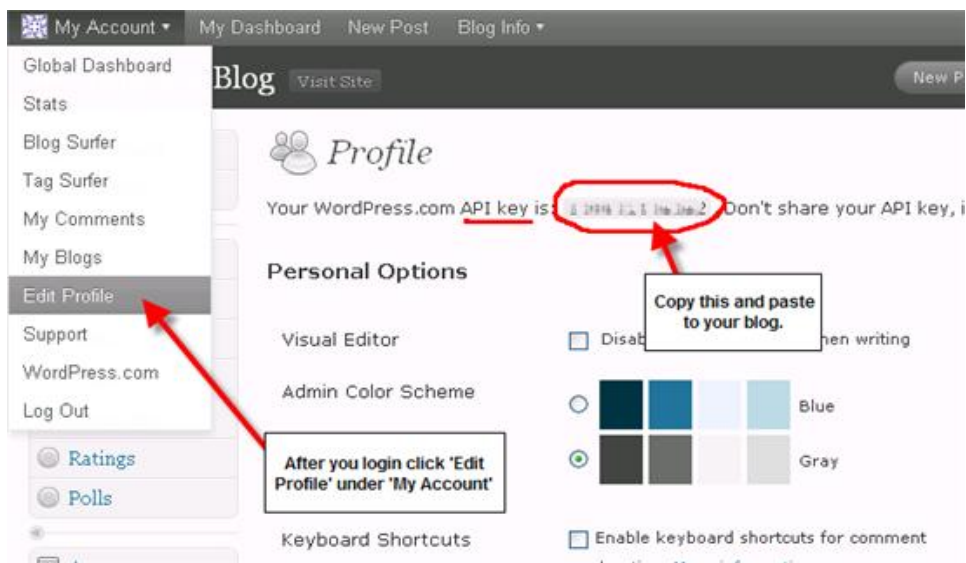 My Account My Dashboard New Post Blog Info
Global Dashboard
Stats
Blog Surfer
Tag Surfer
My Comments
My Blogs
Edit Profile
Support
WordPress.com
Log Out
Ratings
Polls
Blog Visit Site New P
Profile
Your WordPress.com API key is: Don't share your API key, i
Personal Options
Copy this and paste
to your blog.
Visual Editor Disab hen writing
Admin Color Scheme
Blue
Gray
After you login click 'Edit
Profile' under 'My Account'
Keyboard Shortcuts Enable keyboard shortcuts for comment